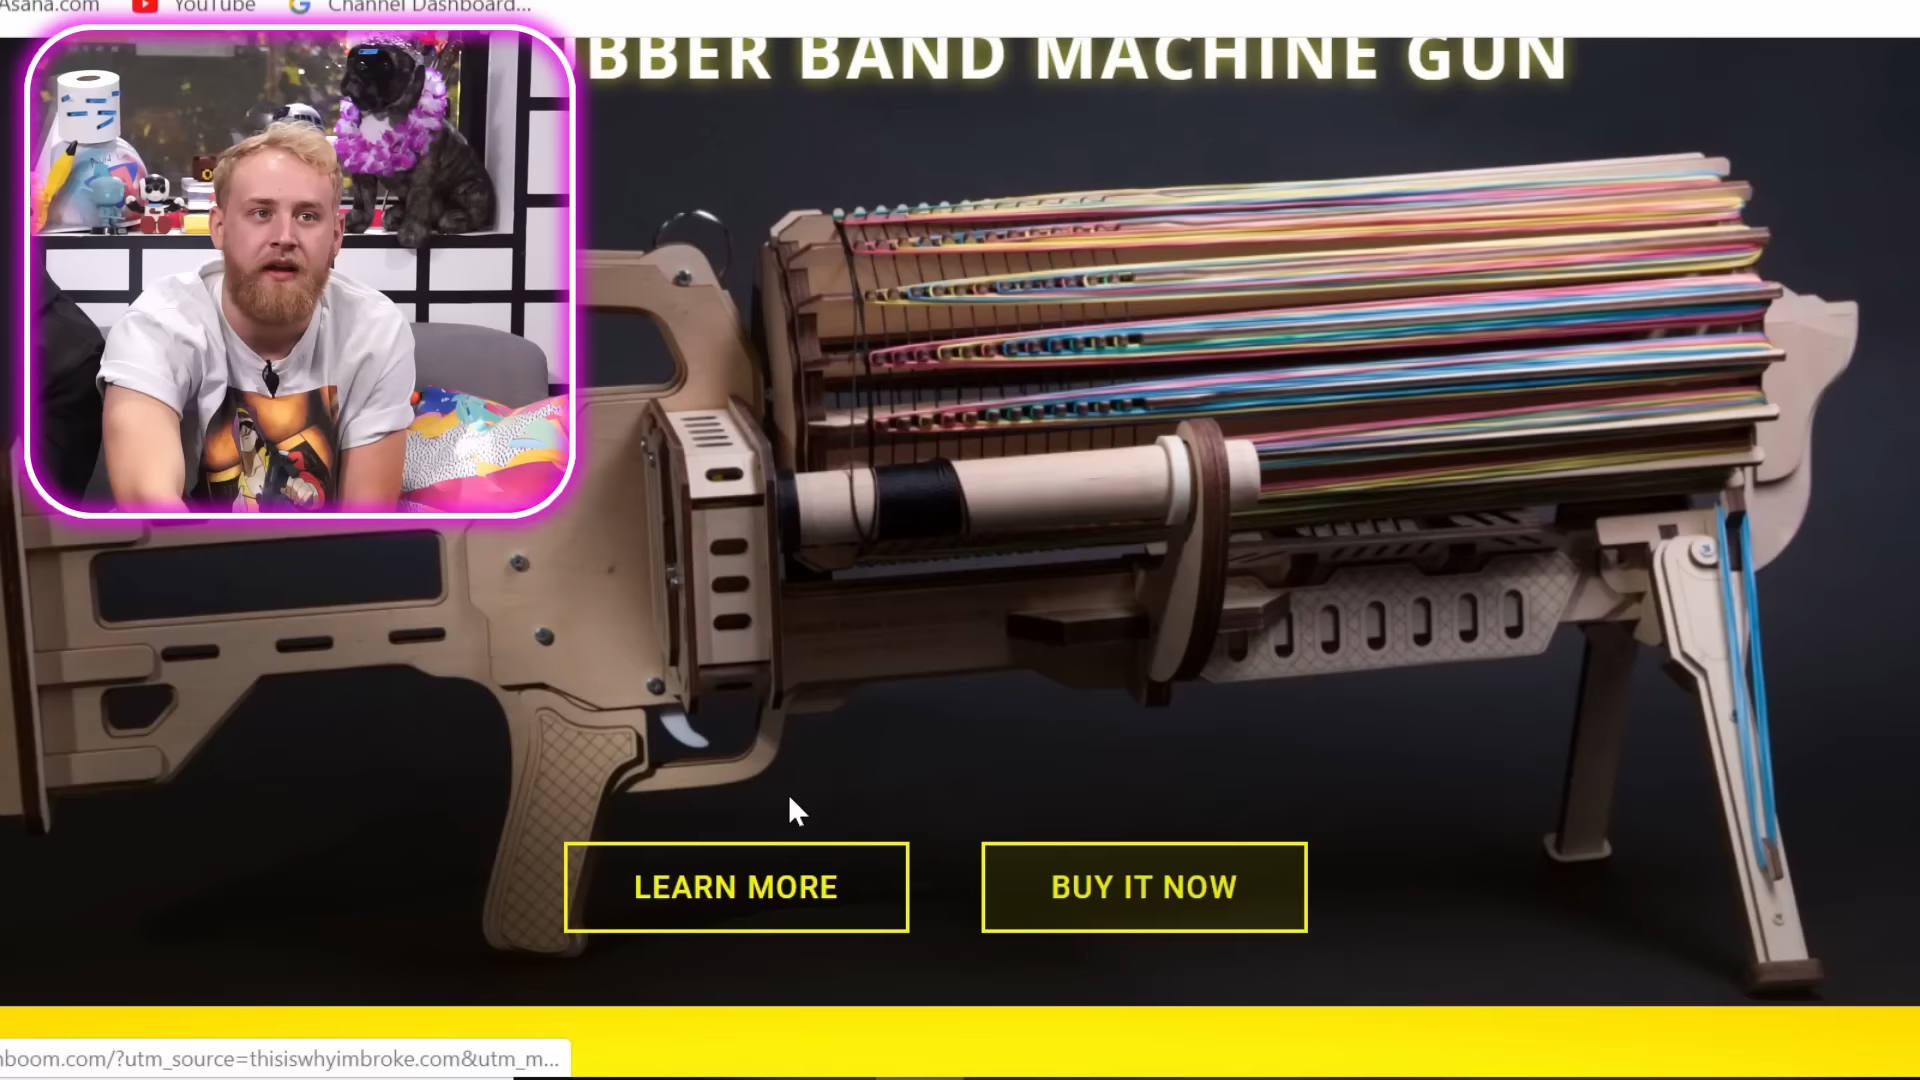 Asana.com YouTube Channel Dashboard...
BBER BAND MACHINE GUN
LEARN MORE
BUY IT NOW
nboom.com/?utm_source=thisiswhyimbroke.com&utm_m...